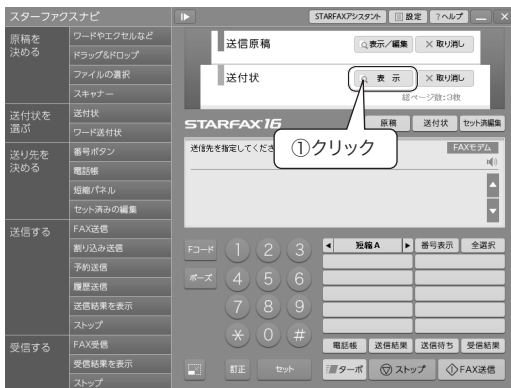 スターファクスナビ
STARFAXアシスタント 設定 ?ヘルプ
原稿を決める
ワードやエクセルなど
ドラッグ&ドロップ
ファイルの選択
スキャナー
送付状を選ぶ
送付状
ワード送付状
送り先を決める
番号ボタン
電話帳
短縮パネル
セット済みの編集
送信する
FAX送信
割り込み送信
予約送信
履歴送信
送信結果を表示
ストップ
受信する
FAX受信
受信結果を表示
ストップ
送信原稿 表示/編集 ×取り消し
送付状 表示 ×取り消し
総ページ数:3枚
STARFAX'16 原稿 送付状 セット済編集
送信先を指定してくださ FAXモデム
①クリック
Fコード 1 2 3 短縮A 番号表示 全選択
ポーズ 4 5 6
7 8 9
* 0 # 電話帳 送信結果 送信待ち 受信結果
訂正 セット ターボ ストップ FAX送信